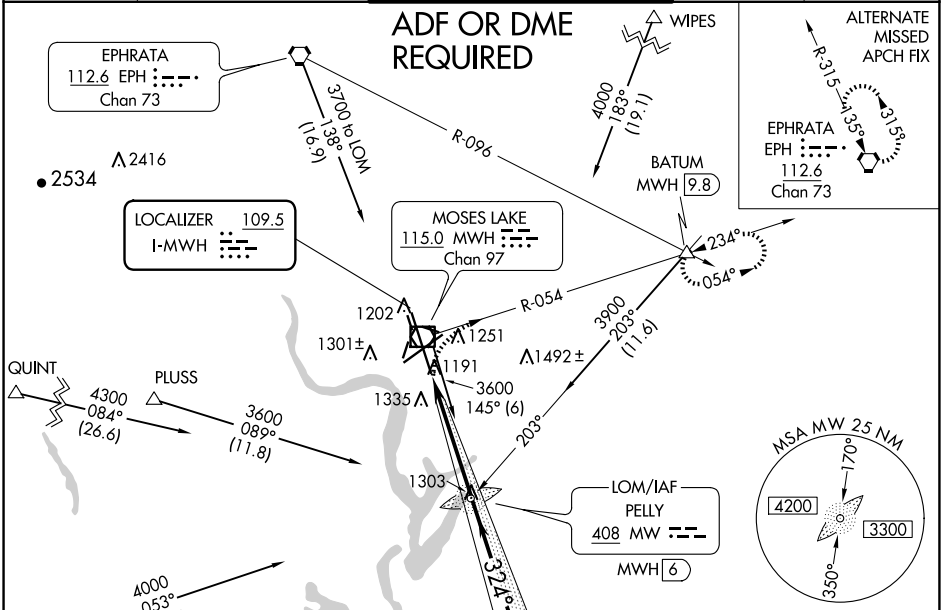 ADF OR DME
REQUIRED
WIPES
4000
183°
(19.1)
ALTERNATE
MISSED
APCH FIX
R-315
135°
315°
EPHRATA
EPH
112.6
Chan 73
EPHRATA
112.6 EPH
Chan 73
3700 to LOM
138°
(16.9)
R-096
2416
2534
BATUM
MWH 9.8
LOCALIZER 109.5
I-MWH
MOSES LAKE
115.0 MWH
Chan 97
234°
054°
R-054
1202
1251
1301±
1191
1492±
3900
203°
(11.6)
3600
145° (6)
1335
QUINT
4300
084°
(26.6)
PLUSS
3600
089°
(11.8)
203°
1303
LOM/IAF
PELLY
408 MW
MWH 6
MSA MW 25 NM
170°
4200
3300
350°
324°
4000
053°